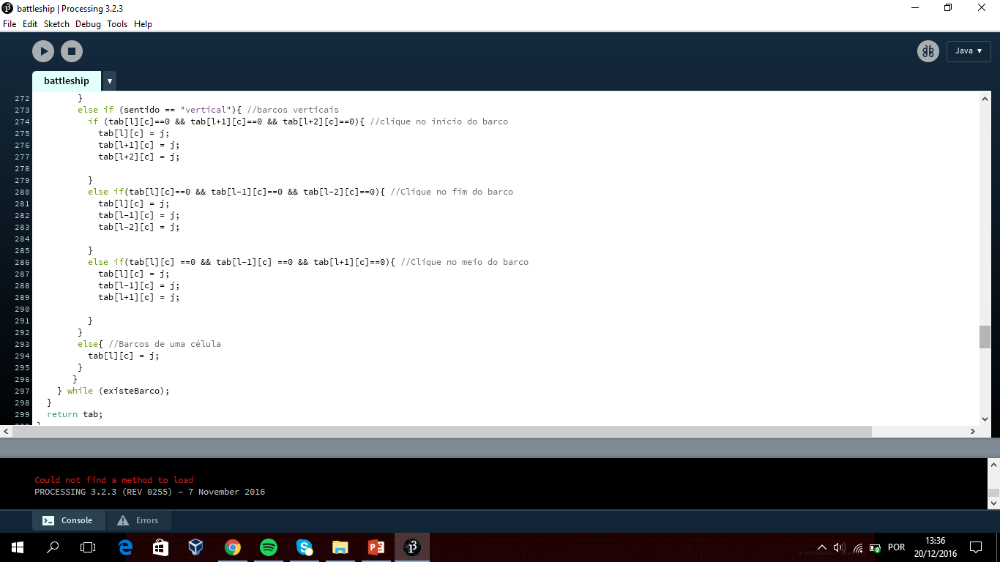 battleship | Processing 3.2.3
File Edit Sketch Debug Tools Help
Java ▼
battleship ▼
272 }
273 else if (sentido == "vertical"){ //barcos verticais
274 if (tab[l][c]==0 && tab[l+1][c]==0 && tab[l+2][c]==0){ //clique no inicio do barco
275 tab[l][c] = j;
276 tab[l+1][c] = j;
277 tab[l+2][c] = j;
278
279 }
280 else if(tab[l][c]==0 && tab[l-1][c]==0 && tab[l-2][c]==0){ //Clique no fim do barco
281 tab[l][c] = j;
282 tab[l-1][c] = j;
283 tab[l-2][c] = j;
284
285 }
286 else if(tab[l][c] ==0 && tab[l-1][c] ==0 && tab[l+1][c]==0){ //Clique no meio do barco
287 tab[l][c] = j;
288 tab[l-1][c] = j;
289 tab[l+1][c] = j;
290
291 }
292 }
293 else{ //Barcos de uma célula
294 tab[l][c] = j;
295 }
296 }
297 } while (existeBarco);
298 }
299 return tab;
Could not find a method to load
PROCESSING 3.2.3 (REV 0255) - 7 November 2016
Console Errors
POR
13:36
20/12/2016